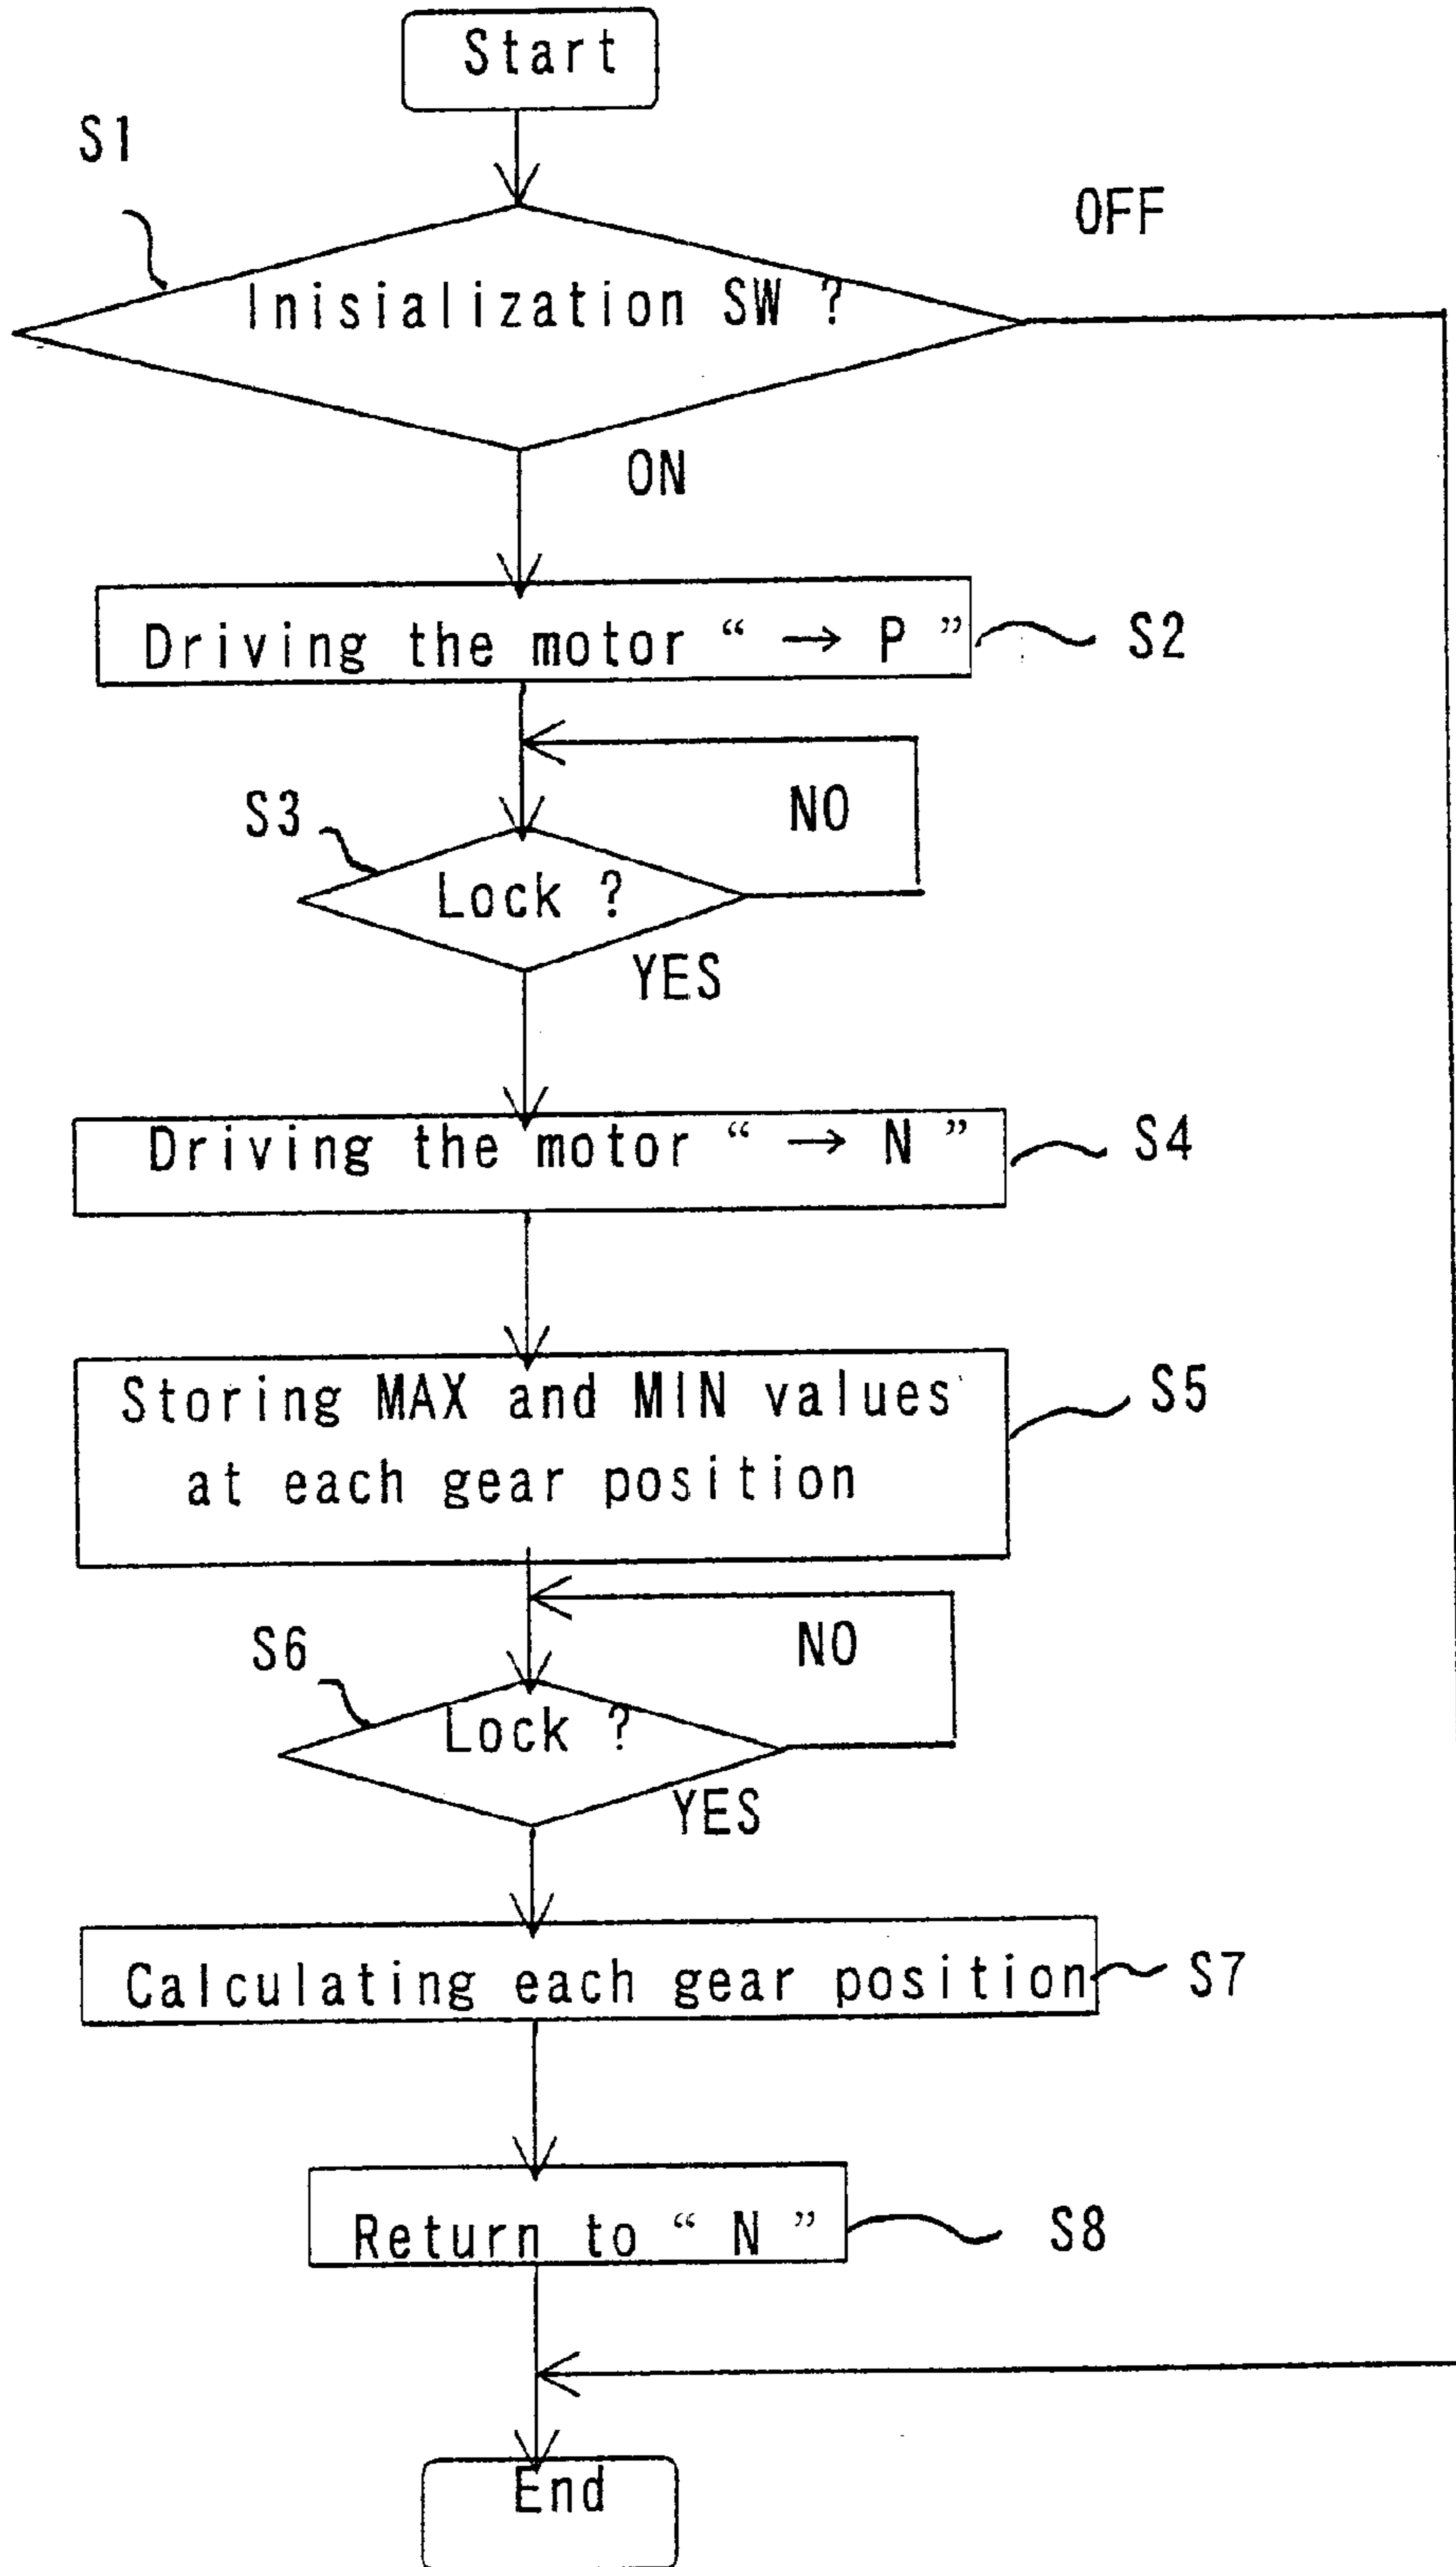 Start
S1
OFF
Inisialization SW ?
ON
Driving the motor “ → P ”
S2
NO
S3
Lock ?
YES
Driving the motor “ → N ”
S4
Storing MAX and MIN values
at each gear position
S5
NO
S6
Lock ?
YES
Calculating each gear position
S7
Return to “ N ”
S8
End